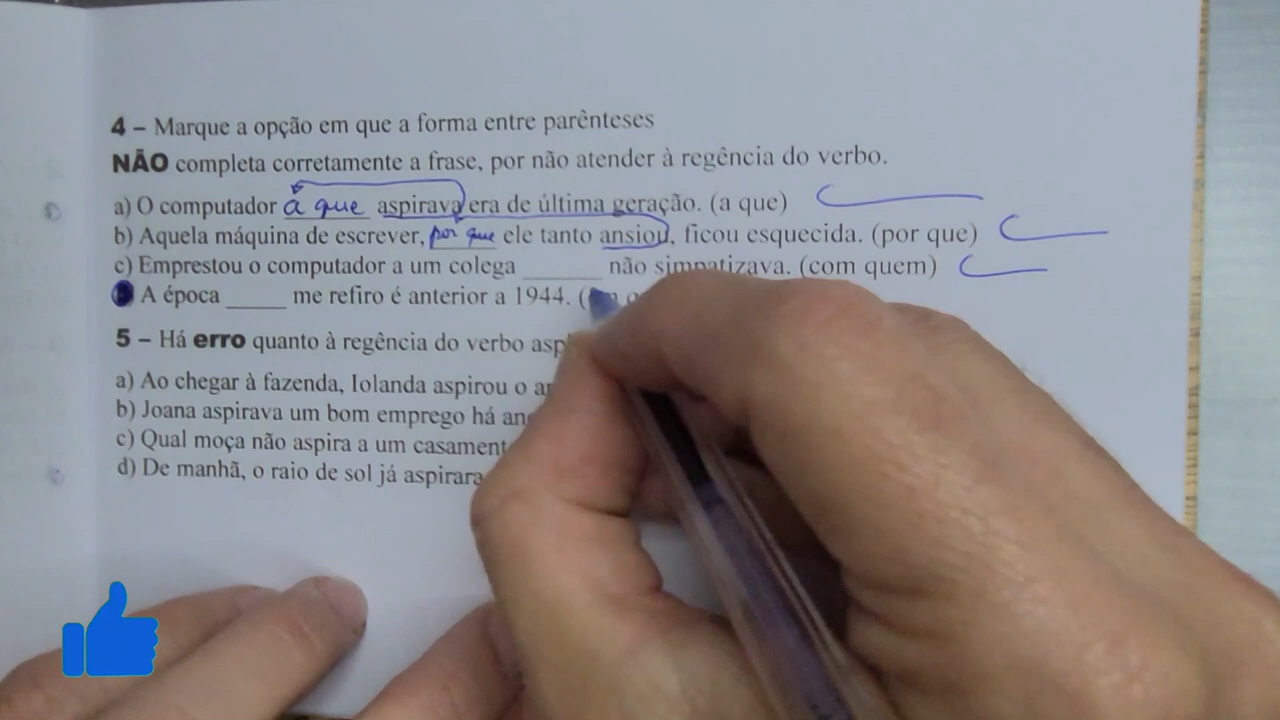 4 – Marque a opção em que a forma entre parênteses
NÃO completa corretamente a frase, por não atender à regência do verbo.
a) O computador à que aspirava era de última geração. (a que)
b) Aquela máquina de escrever, por que ele tanto ansiou, ficou esquecida. (por que)
c) Emprestou o computador a um colega ______ não simpatizava. (com quem)
A época _____ me refiro é anterior a 1944. (
5 – Há erro quanto à regência do verbo
a) Ao chegar à fazenda, Iolanda aspirou o
b) Joana aspirava um bom emprego há
c) Qual moça não aspira a um
d) De manhã, o raio de sol já aspirara